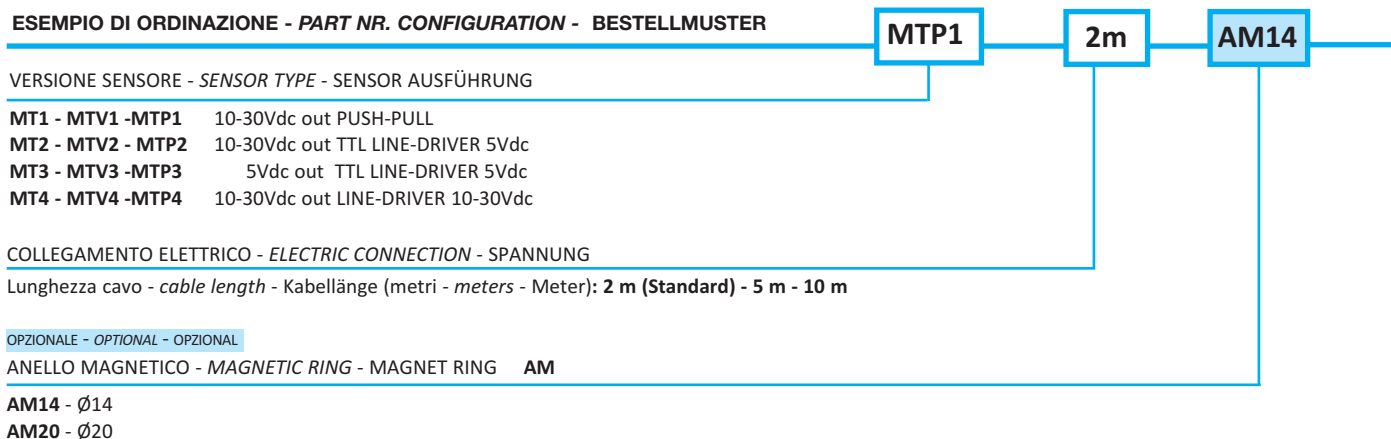 ESEMPIO DI ORDINAZIONE - PART NR. CONFIGURATION - BESTELLMUSTER MTP1 2m AM14
VERSIONE SENSORE - SENSOR TYPE - SENSOR AUSFÜHRUNG
MT1 - MTV1 -MTP1 10-30Vdc out PUSH-PULL
MT2 - MTV2 - MTP2 10-30Vdc out TTL LINE-DRIVER 5Vdc
MT3 - MTV3 -MTP3 5Vdc out TTL LINE-DRIVER 5Vdc
MT4 - MTV4 -MTP4 10-30Vdc out LINE-DRIVER 10-30Vdc
COLLEGAMENTO ELETTRICO - ELECTRIC CONNECTION - SPANNUNG
Lunghezza cavo - cable length - Kabellänge (metri - meters - Meter): 2 m (Standard) - 5 m - 10 m
OPZIONALE - OPTIONAL - OPZIONAL
ANELLO MAGNETICO - MAGNETIC RING - MAGNET RING AM
AM14 - Ø14
AM20 - Ø20